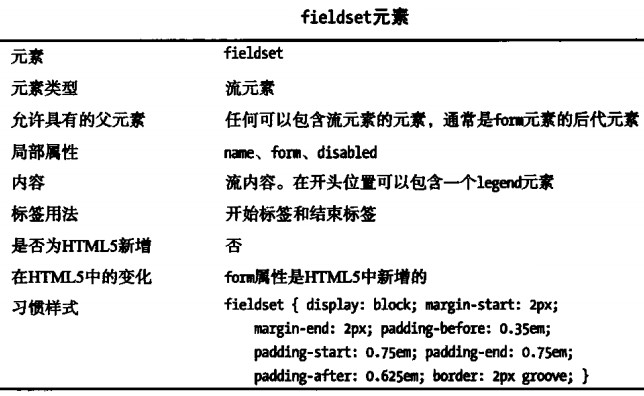 fieldset元素
元素 fieldset
元素类型 流元素
允许具有的父元素 任何可以包含流元素的元素，通常是form元素的后代元素
局部属性 name、form、disabled
内容 流内容。在开头位置可以包含一个legend元素
标签用法 开始标签和结束标签
是否为HTML5新增 否
在HTML5中的变化 form属性是HTML5中新增的
习惯样式 fieldset { display: block; margin-start: 2px;
margin-end: 2px; padding-before: 0.35em;
padding-start: 0.75em; padding-end: 0.75em;
padding-after: 0.625em; border: 2px groove; }